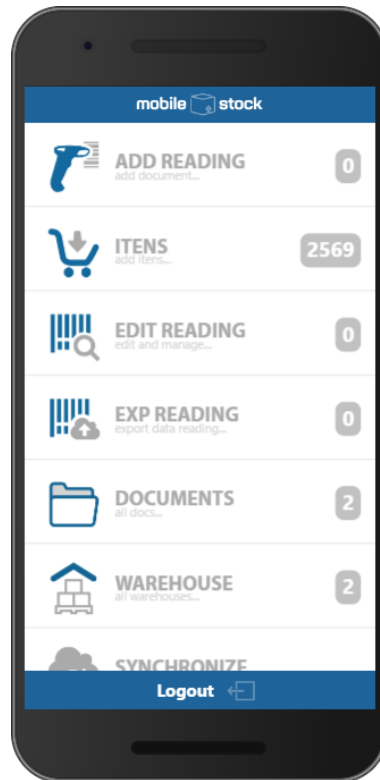 mobile stock
ADD READING
add document...
0
ITENS
add itens...
2569
EDIT READING
edit and manage...
0
EXP READING
export data reading...
0
DOCUMENTS
all docs...
2
WAREHOUSE
all warehouses...
2
SYNCHRONIZE
Logout